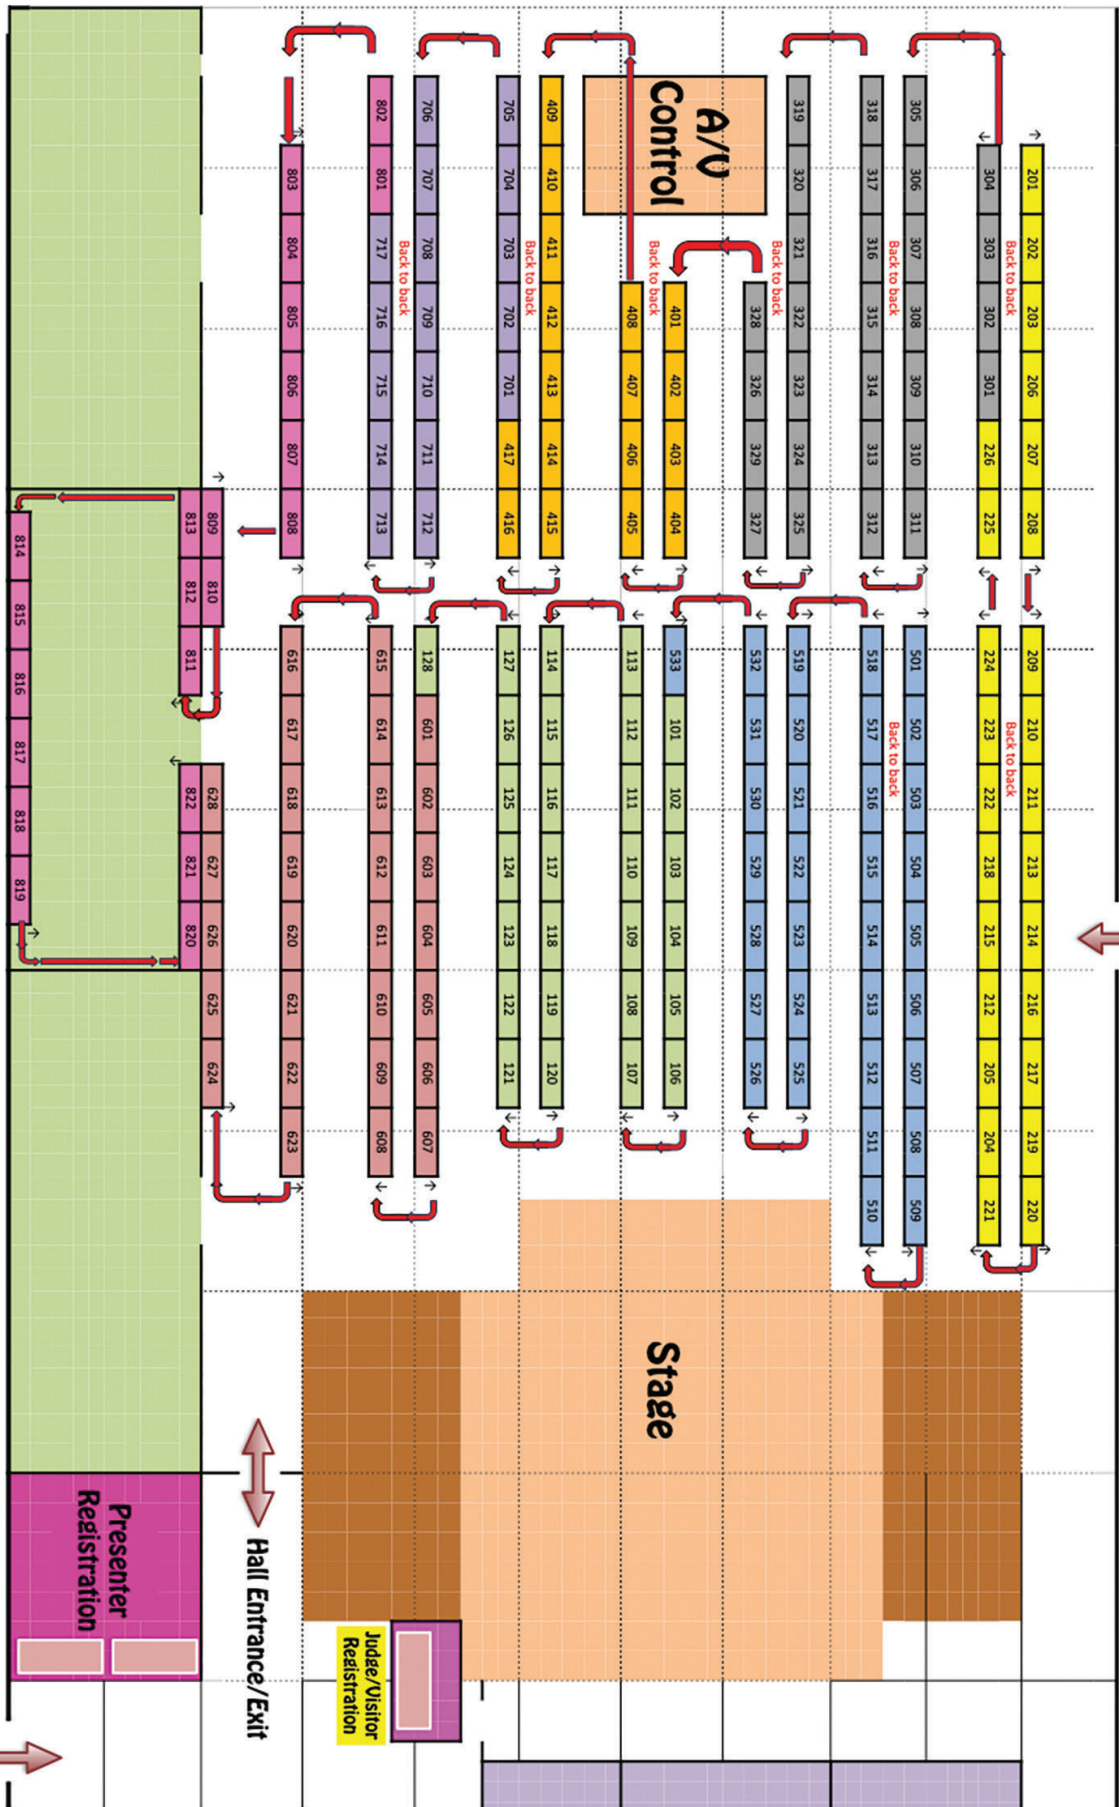 201 202 203 206 207 208 209 210 211 213 214 216 217 219 220
Back to back Back to back
304 303 302 301 226 225 224 223 222 218 215 212 205 204 221
305 306 307 308 309 310 311 501 502 503 504 505 506 507 508 509
Back to back Back to back
318 317 316 315 314 313 312 518 517 516 515 514 513 512 511 510
319 320 321 322 323 324 325 519 520 521 522 523 524 525
Back to back
328 326 329 327 532 531 530 529 528 527 526
A/V
Control
401 402 403 404 533 101 102 103 104 105 106
Stage
Back to back
408 407 406 405 113 112 111 110 109 108 107
409 410 411 412 413 414 415 114 115 116 117 118 119 120
Back to back
705 704 703 702 701 417 416 127 126 125 124 123 122 121
706 707 708 709 710 711 712 128 601 602 603 604 605 606 607
Back to back
802 801 717 716 715 714 713 615 614 613 612 611 610 609 608
Judge/Visitor
Registration
803 804 805 806 807 808 616 617 618 619 620 621 622 623
Hall Entrance/Exit
809 810 628 627 626 625 624
813 812 811 822 821 820
Presenter
Registration
814 815 816 817 818 819